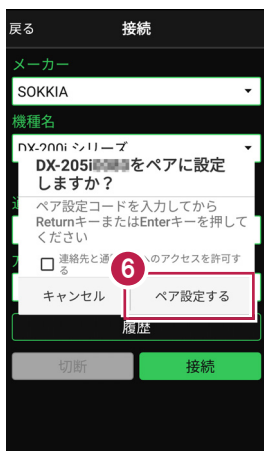 戻る 接続
メーカー
SOKKIA
機種名
DX-200i シリーズ
DX-205i をペアに設定
しますか？
ペア設定コードを入力してから
ReturnキーまたはEnterキーを押して
ください
連絡先と通 へのアクセスを許可す
る
6
キャンセル ペア設定する
履歴
切断 接続